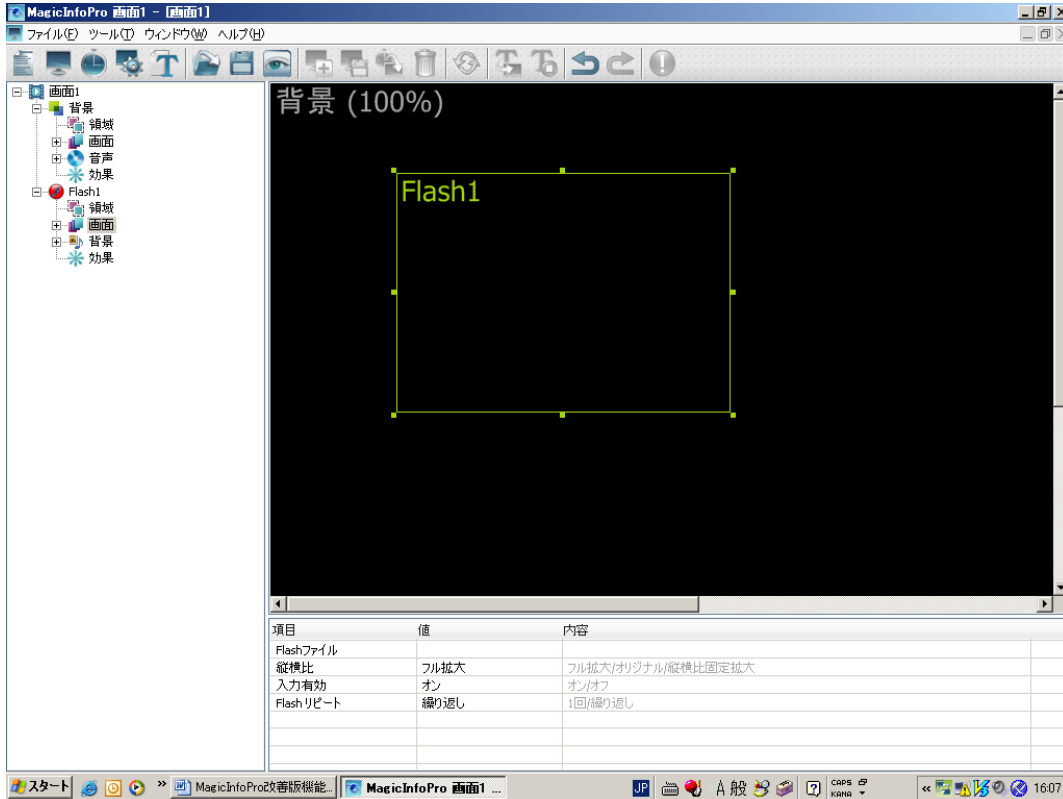 MagicInfoPro 画面1 - [画面1]
ファイル(F) ツール(T) ウィンドウ(W) ヘルプ(H)
画面1
背景
領域
画面
音声
効果
Flash1
領域
画面
背景
効果
背景 (100%)
Flash1
項目 値 内容
Flashファイル
縦横比 フル拡大 フル拡大/オリジナル/縦横比固定拡大
入力有効 オン オン/オフ
Flash リピート 繰り返し 1回/繰り返し
スタート » MagicInfoPro改善版機能... MagicInfoPro 画面1 ... JP A 般 CAPS KANA « 16:07